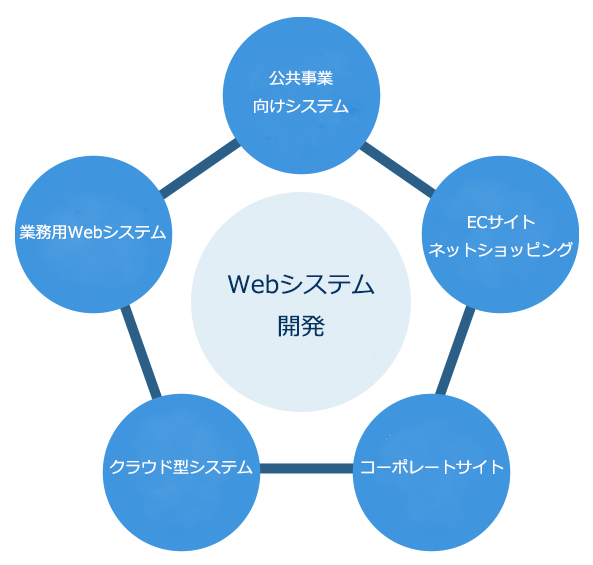 公共事業
向けシステム
ECサイト
ネットショッピング
業務用Webシステム
Webシステム
開発
クラウド型システム
コーポレートサイト